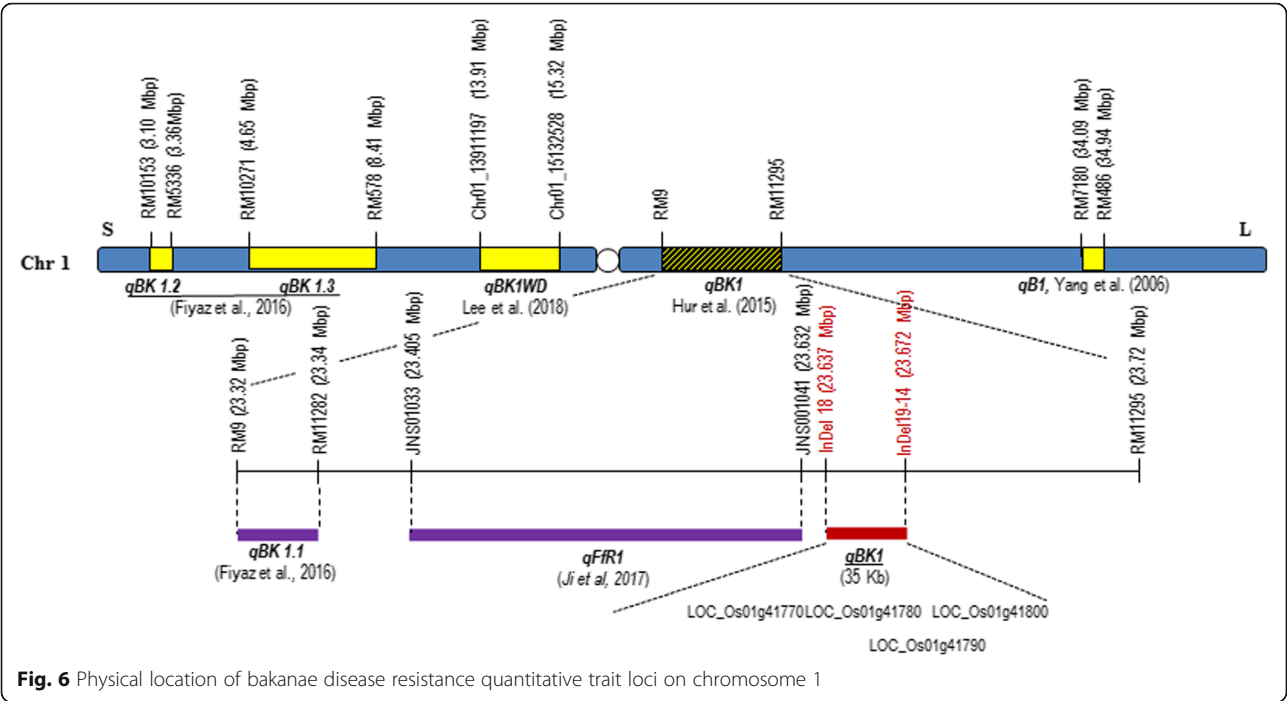 RM10153 (3.10 Mbp)
RM5336 (3.36Mbp)
RM10271 (4.65 Mbp)
RM578 (8.41 Mbp)
Chr01_13911197 (13.91 Mbp)
Chr01_15132528 (15.32 Mbp)
RM9
RM11295
RM7180 (34.09 Mbp)
RM486 (34.94 Mbp)
S
L
Chr 1
qBK 1.2
qBK 1.3
(Fiyaz et al., 2016)
qBK1WD
Lee et al. (2018)
qBK1
Hur et al. (2015)
qB1, Yang et al. (2006)
RM9 (23.32 Mbp)
RM11282 (23.34 Mbp)
JNS01033 (23.405 Mbp)
JNS001041 (23.632 Mbp)
InDel 18 (23.637 Mbp)
InDel19-14 (23.672 Mbp)
RM11295 (23.72 Mbp)
qBK 1.1
(Fiyaz et al., 2016)
qFfR1
(Ji et al, 2017)
qBK1
(35 Kb)
LOC_Os01g41770 LOC_Os01g41780 LOC_Os01g41800
LOC_Os01g41790
Fig. 6 Physical location of bakanae disease resistance quantitative trait loci on chromosome 1